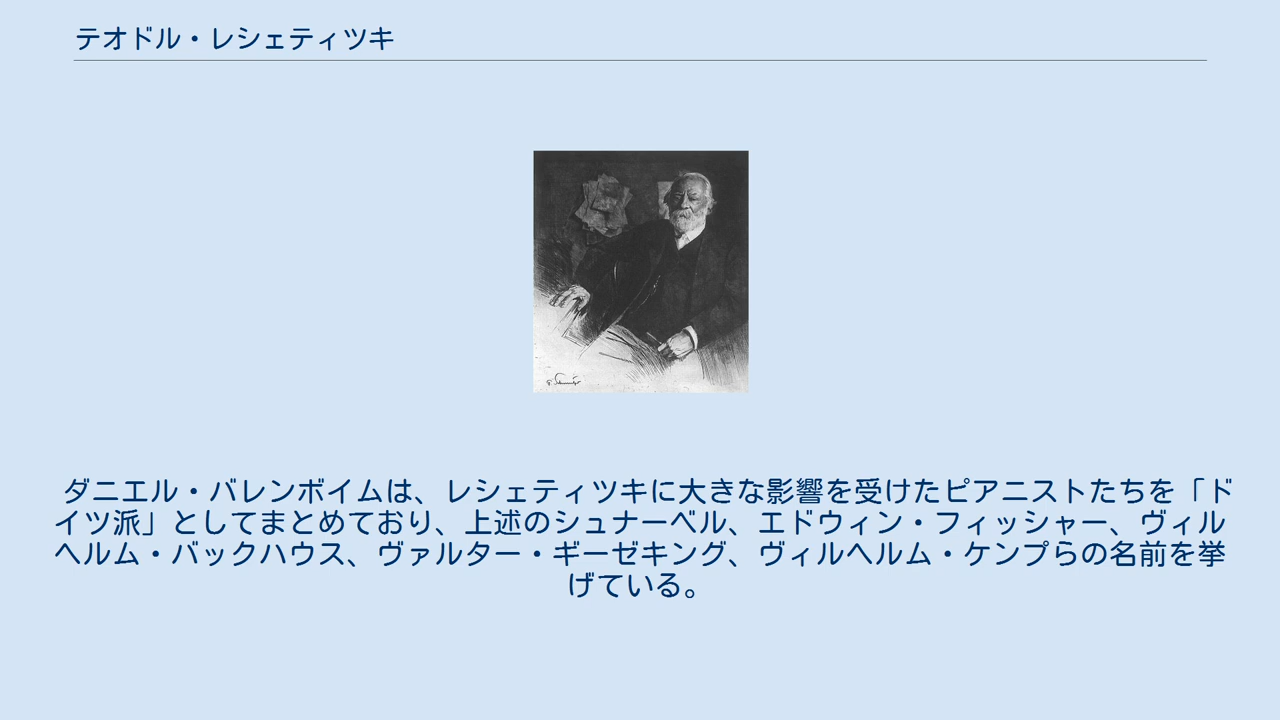 テオドル・レシェティツキ
ダニエル・バレンボイムは、レシェティツキに大きな影響を受けたピアニストたちを「ド
イツ派」としてまとめており、上述のシュナーベル、エドウィン・フィッシャー、ヴィル
ヘルム・バックハウス、ヴァルター・ギーゼキング、ヴィルヘルム・ケンプらの名前を挙
げている。